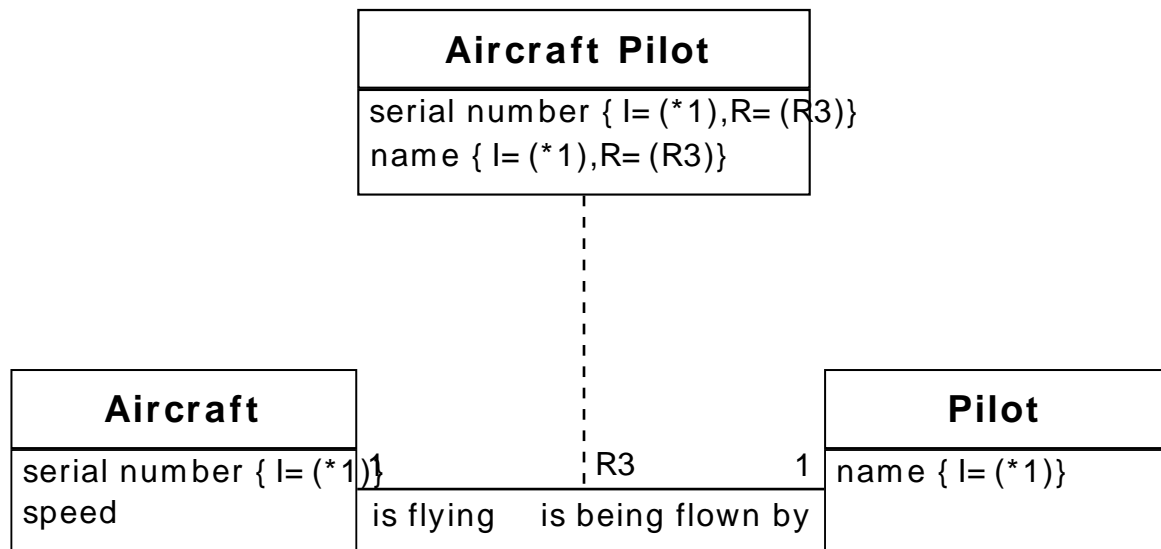 Aircraft Pilot
serial number { I= (*1),R= (R3)}
name { I= (*1),R= (R3)}
Aircraft
serial number { I= (*1)}
speed
1
R3
1
is flying
is being flown by
Pilot
name { I= (*1)}